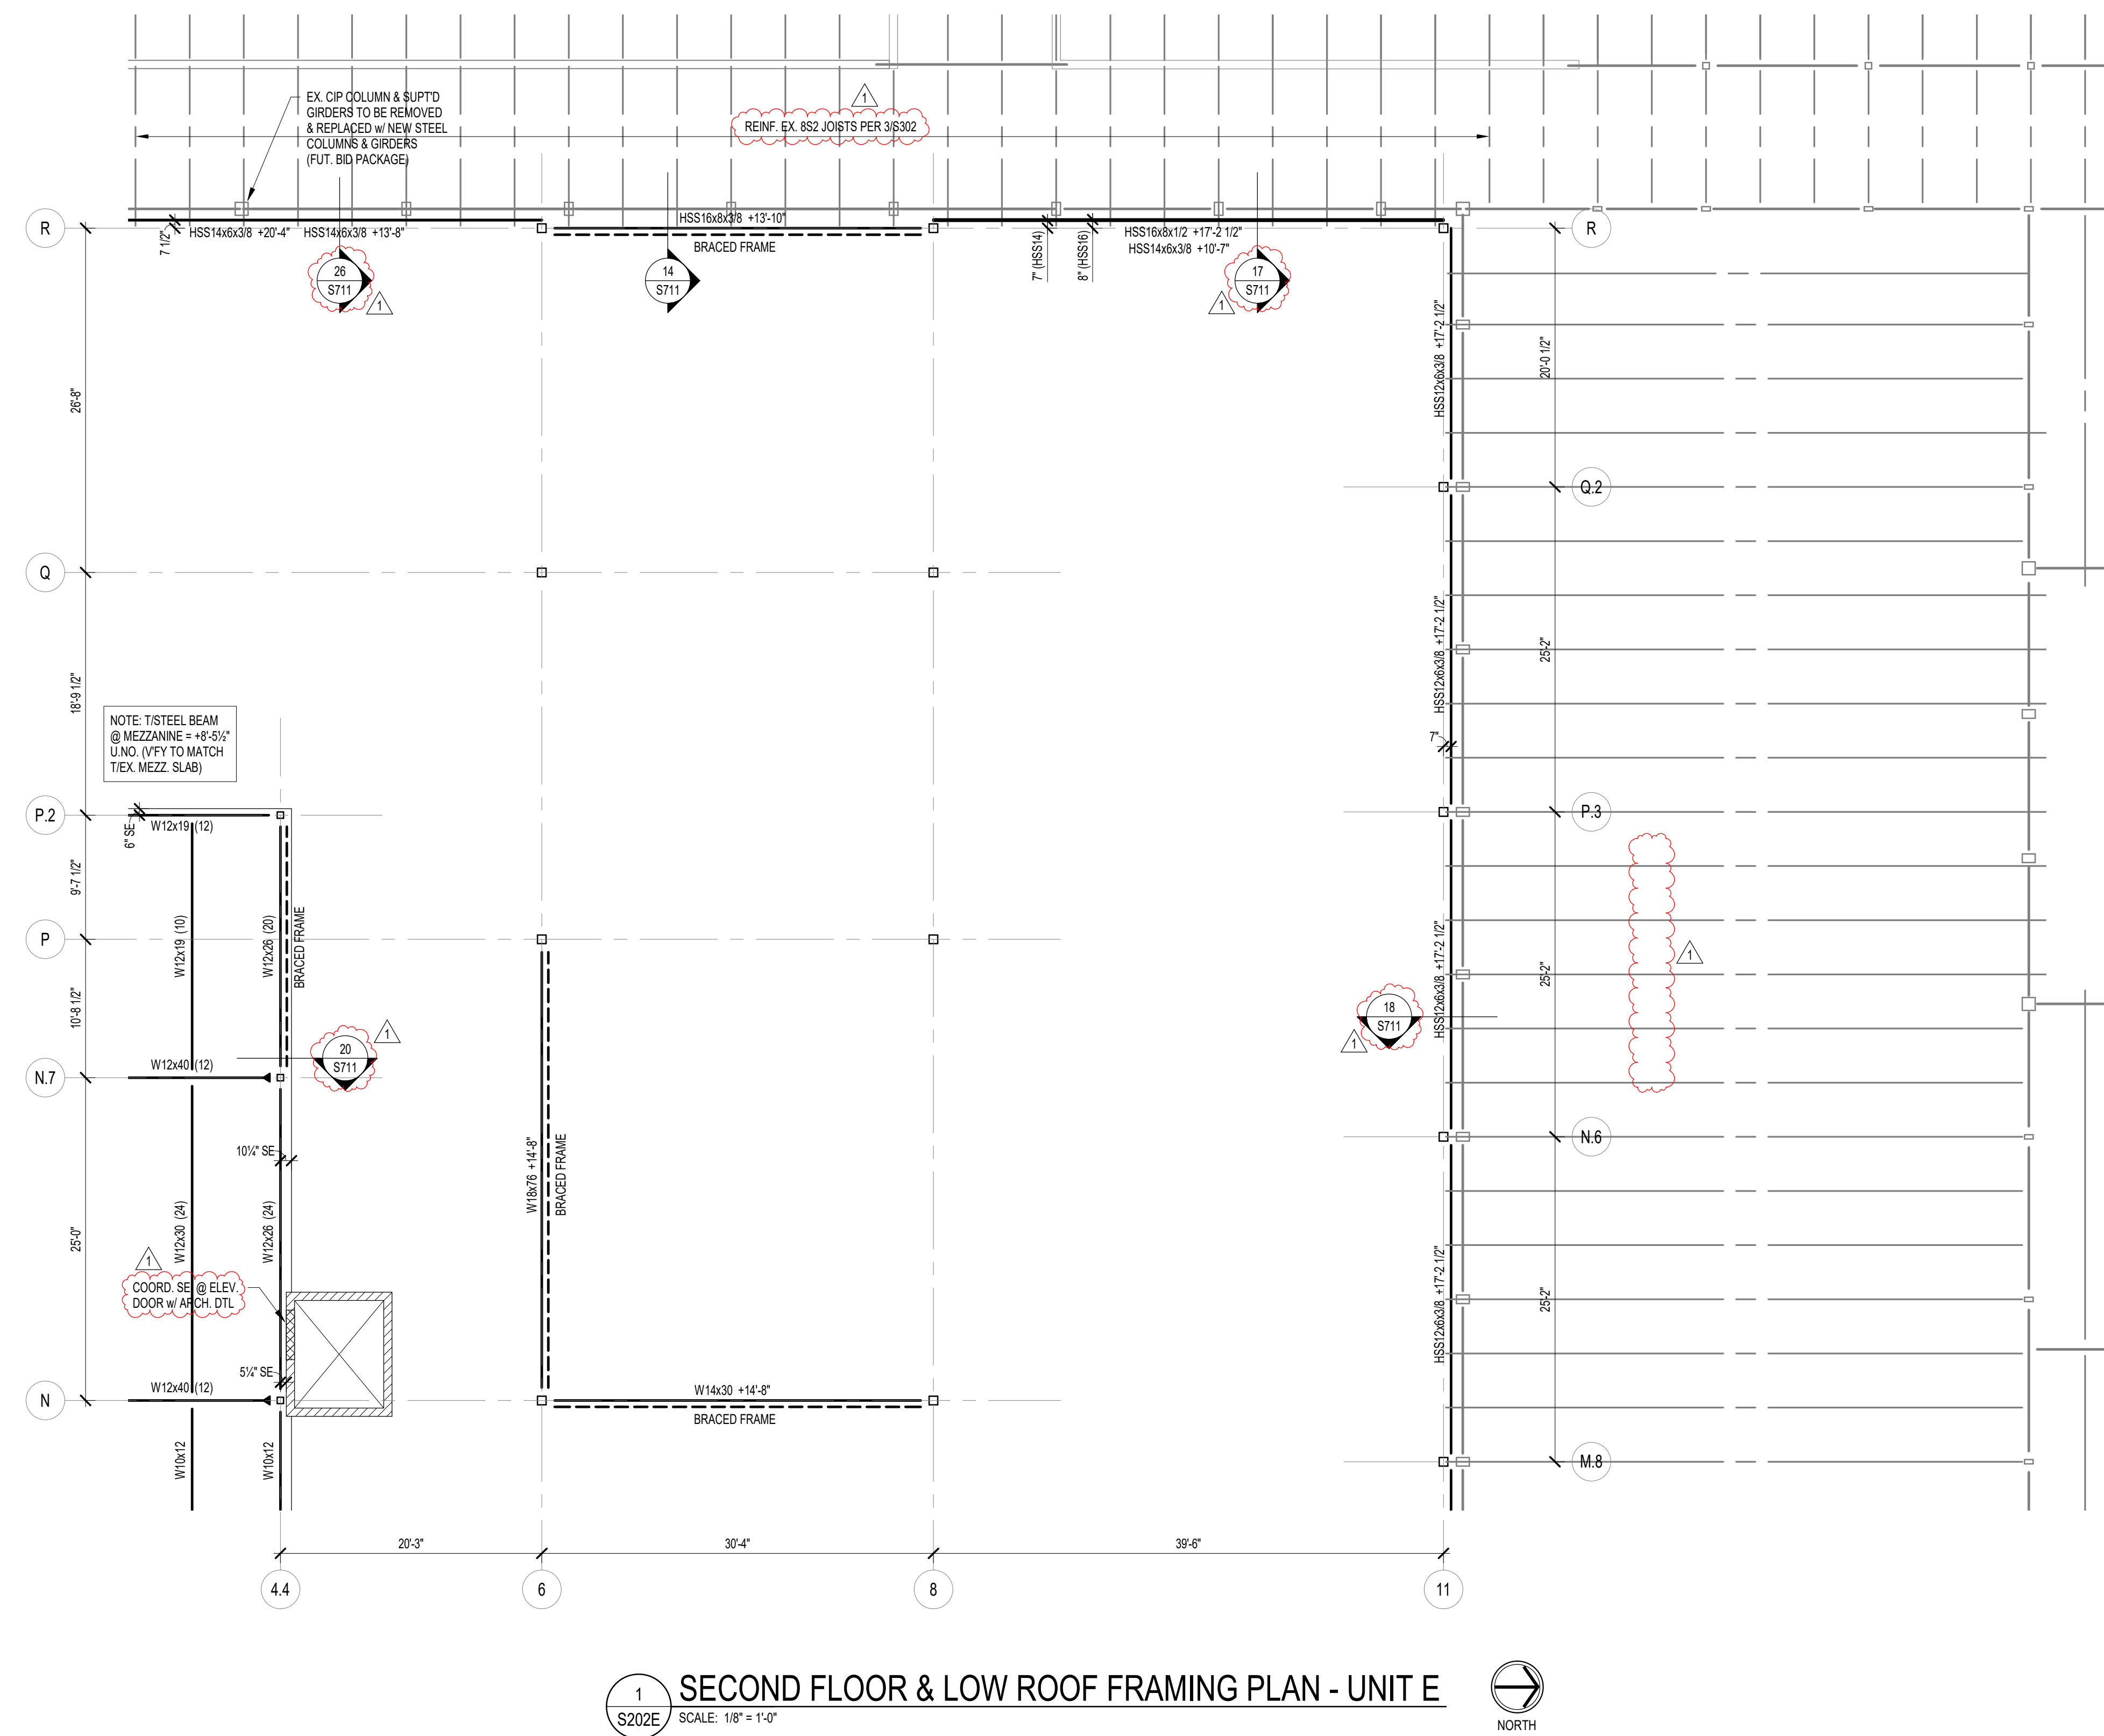 EX. CIP COLUMN & SUPT'D
GIRDERS TO BE REMOVED
& REPLACED w/ NEW STEEL
COLUMNS & GIRDERS
(FUT. BID PACKAGE)
1
REINF. EX. 8S2 JOISTS PER 3/S302
R
7 1/2"
HSS14x6x3/8 +20'-4"
HSS14x6x3/8 +13'-8"
HSS16x8x3/8 +13'-10"
BRACED FRAME
7" (HSS14)
8" (HSS16)
HSS16x8x1/2 +17'-2 1/2"
HSS14x6x3/8 +10'-7"
R
26
S711
1
14
S711
17
S711
1
HSS12x6x3/8 +17'-2 1/2"
20'-0 1/2"
26'-8"
Q.2
Q
18'-9 1/2"
HSS12x6x3/8 +17'-2 1/2"
25'-2"
7"
NOTE: T/STEEL BEAM
@ MEZZANINE = +8'-5½"
U.NO. (V'FY TO MATCH
T/EX. MEZZ. SLAB)
P.2
6" SE
W12x19 (12)
P.3
9'-7 1/2"
W12x19 (10)
W12x26 (20)
BRACED FRAME
P
10'-8 1/2"
HSS12x6x3/8 +17'-2 1/2"
25'-2"
1
18
S711
1
20
S711
1
N.7
W12x40 (12)
N.6
10¼" SE
W18x76 +14'-8"
BRACED FRAME
25'-0"
W12x30 (24)
W12x26 (24)
1
COORD. SE @ ELEV.
DOOR w/ ARCH. DTL
HSS12x6x3/8 +17'-2 1/2"
25'-2"
5¼" SE
N
W12x40 (12)
W14x30 +14'-8"
BRACED FRAME
W10x12
W10x12
M.8
20'-3"
30'-4"
39'-6"
4.4
6
8
11
1
S202E
SECOND FLOOR & LOW ROOF FRAMING PLAN - UNIT E
SCALE: 1/8" = 1'-0"
NORTH